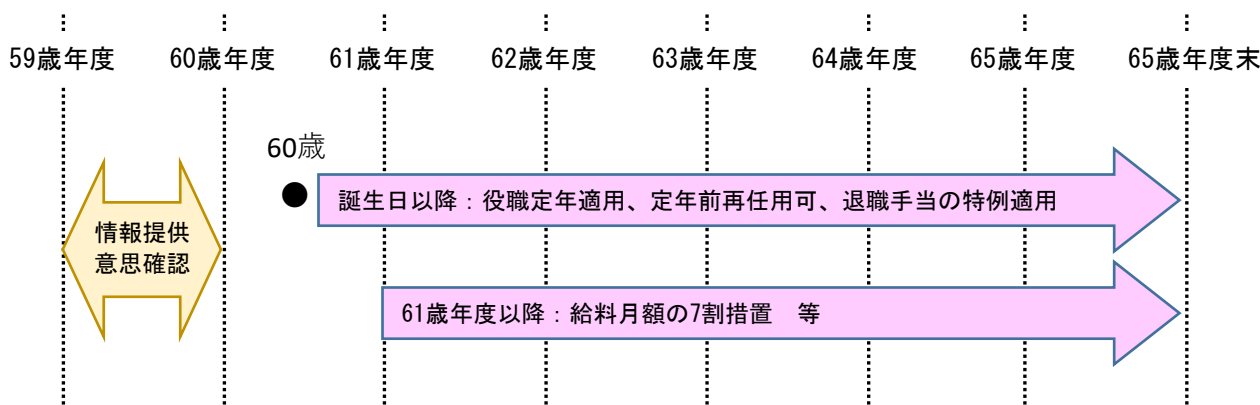 59歳年度 60歳年度 61歳年度 62歳年度 63歳年度 64歳年度 65歳年度 65歳年度末
60歳
誕生日以降：役職定年適用、定年前再任用可、退職手当の特例適用
情報提供
意思確認
61歳年度以降：給料月額の7割措置　等